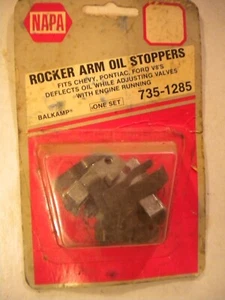 NAPA
ROCKER ARM OIL STOPPERS
FITS CHEVY, PONTIAC, FORD V8'S
DEFLECTS OIL WHILE ADJUSTING VALVES
WITH ENGINE RUNNING
BALKAMP ONE SET 735-1285